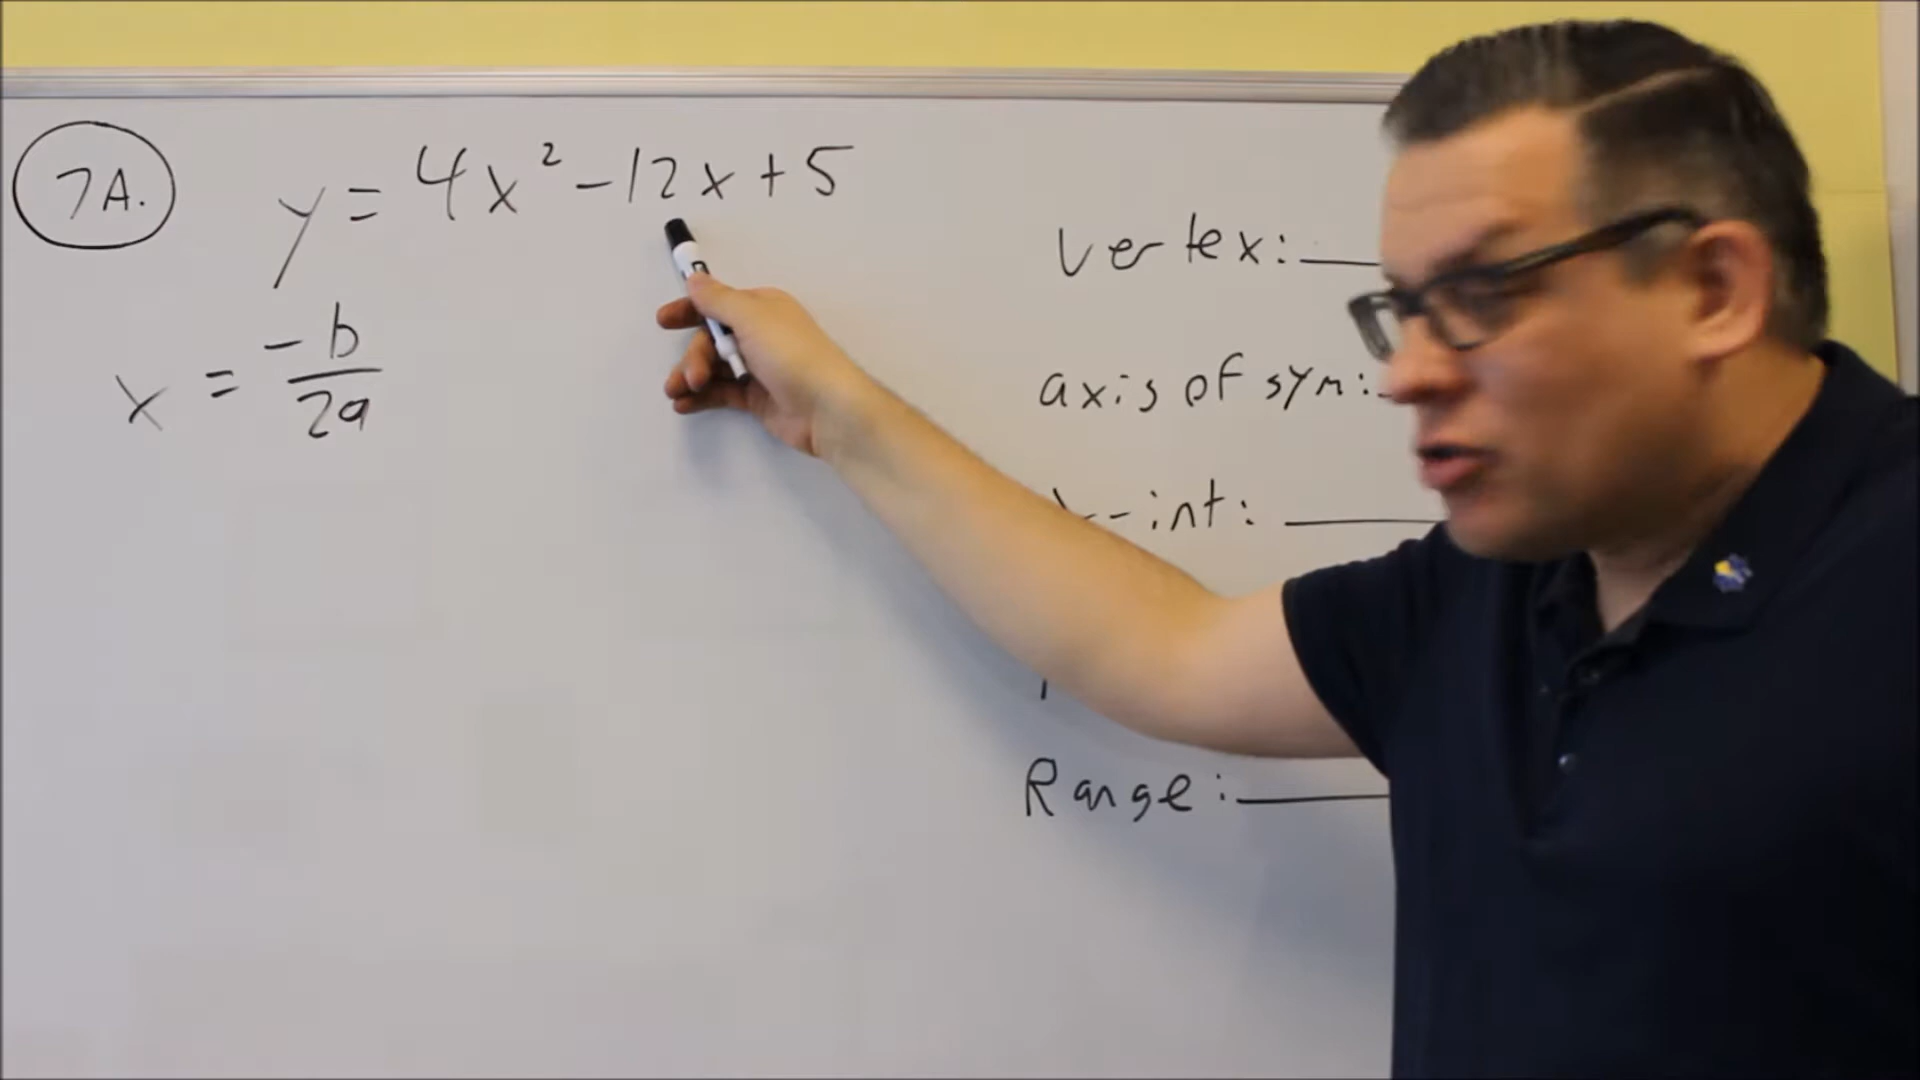 7A.
y = 4x² - 12x + 5
x = -b/2a
vertex:
axis of sym:
-int:
Range: